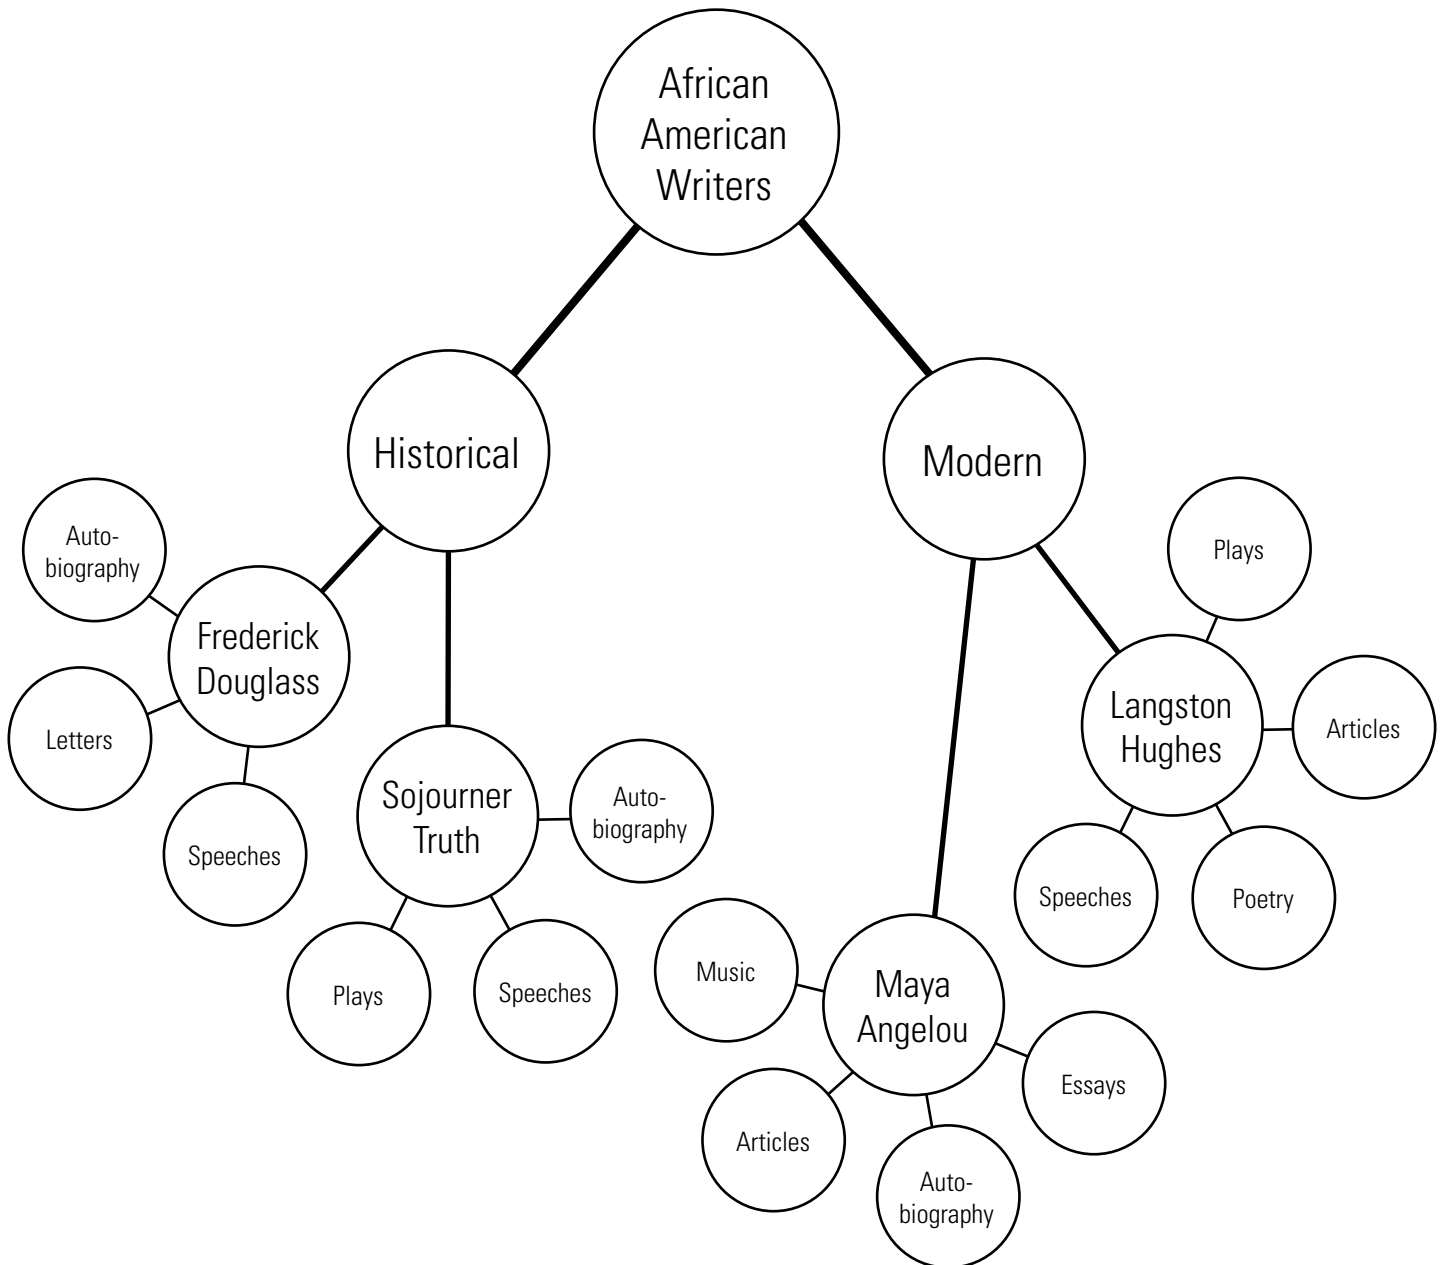 African
American
Writers
Historical
Modern
Auto-
biography
Frederick
Douglass
Letters
Speeches
Sojourner
Truth
Auto-
biography
Plays
Speeches
Plays
Langston
Hughes
Articles
Speeches
Poetry
Music
Maya
Angelou
Essays
Articles
Auto-
biography